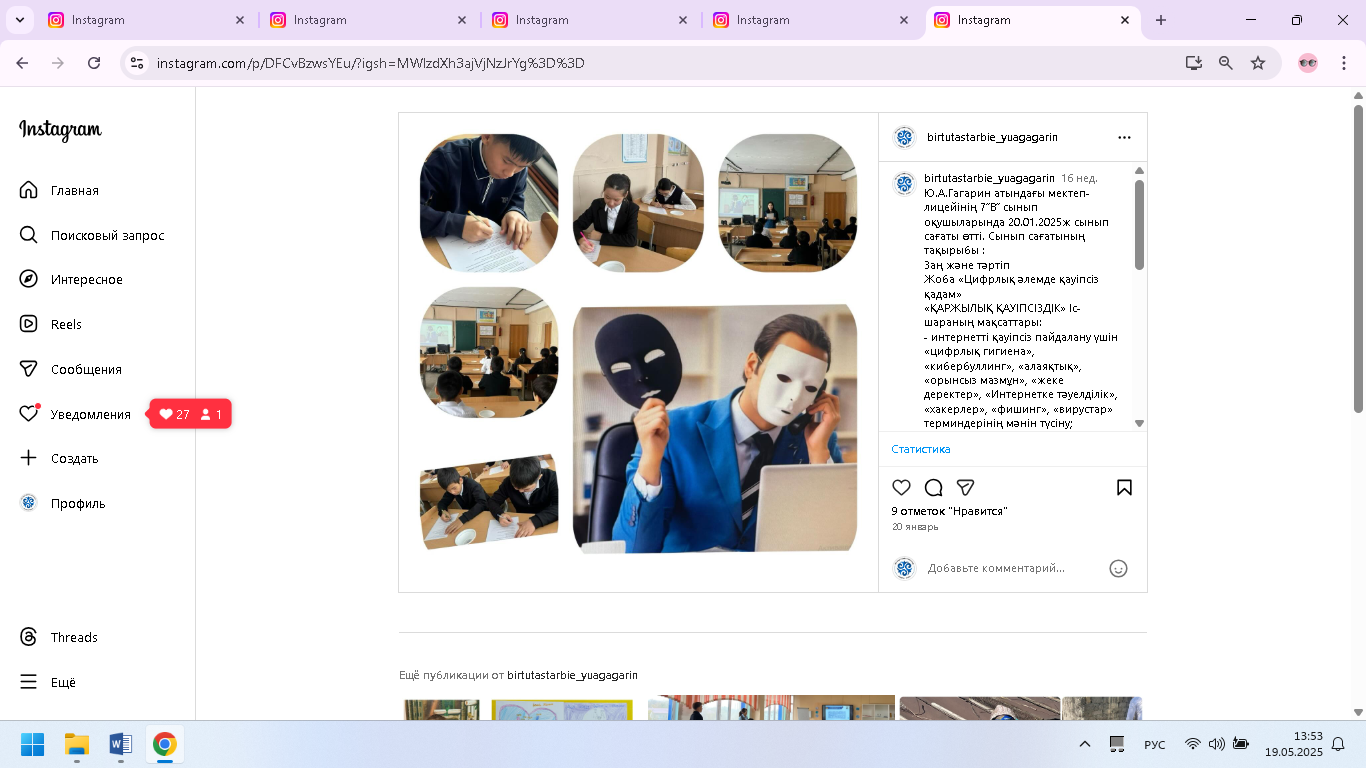 Instagram
Instagram
Instagram
Instagram
Instagram
instagram.com/p/DFCvBzwsYEu/?igsh=MWlzdXh3ajVjNzJrYg%3D%3D
Instagram
Главная
Поисковый запрос
Интересное
Reels
Сообщения
Уведомления
27 1
Создать
Профиль
Threads
Ещё
birtutastarbie_yuagagarin
birtutastarbie_yuagagarin 16 нед.
Ю.А.Гагарин атындағы мектеп-
лицейінің 7˝В˝ сынып
оқушыларында 20.01.2025ж сынып
сағаты өтті. Сынып сағатының
тақырыбы :
Заң және тәртіп
Жоба «Цифрлық әлемде қауіпсіз
қадам»
«ҚАРЖЫЛЫҚ ҚАУІПСІЗДІК» Іс-
шараның мақсаттары:
- интернетті қауіпсіз пайдалану үшін
«цифрлық гигиена»,
«кибербуллинг», «алаяқтық»,
«орынсыз мазмұн», «жеке
деректер», «Интернетке тәуелділік»,
«хакерлер», «фишинг», «вирустар»
терминдерінің мәнін түсіну;
Статистика
9 отметок "Нравится"
20 январь
Добавьте комментарий...
Ещё публикации от birtutastarbie_yuagagarin
РУС
13:53
19.05.2025